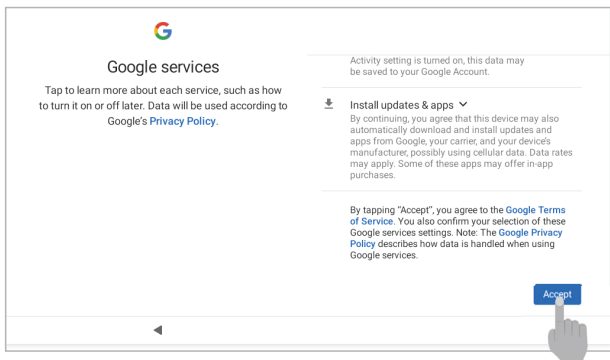 Google services
Tap to learn more about each service, such as how
to turn it on or off later. Data will be used according to
Google's Privacy Policy.
Activity setting is turned on, this data may
be saved to your Google Account.
Install updates & apps
By continuing, you agree that this device may also
automatically download and install updates and
apps from Google, your carrier, and your device's
manufacturer, possibly using cellular data. Data rates
may apply. Some of these apps may offer in-app
purchases.
By tapping "Accept", you agree to the Google Terms
of Service. You also confirm your selection of these
Google services settings. Note: The Google Privacy
Policy describes how data is handled when using
Google services.
Accept